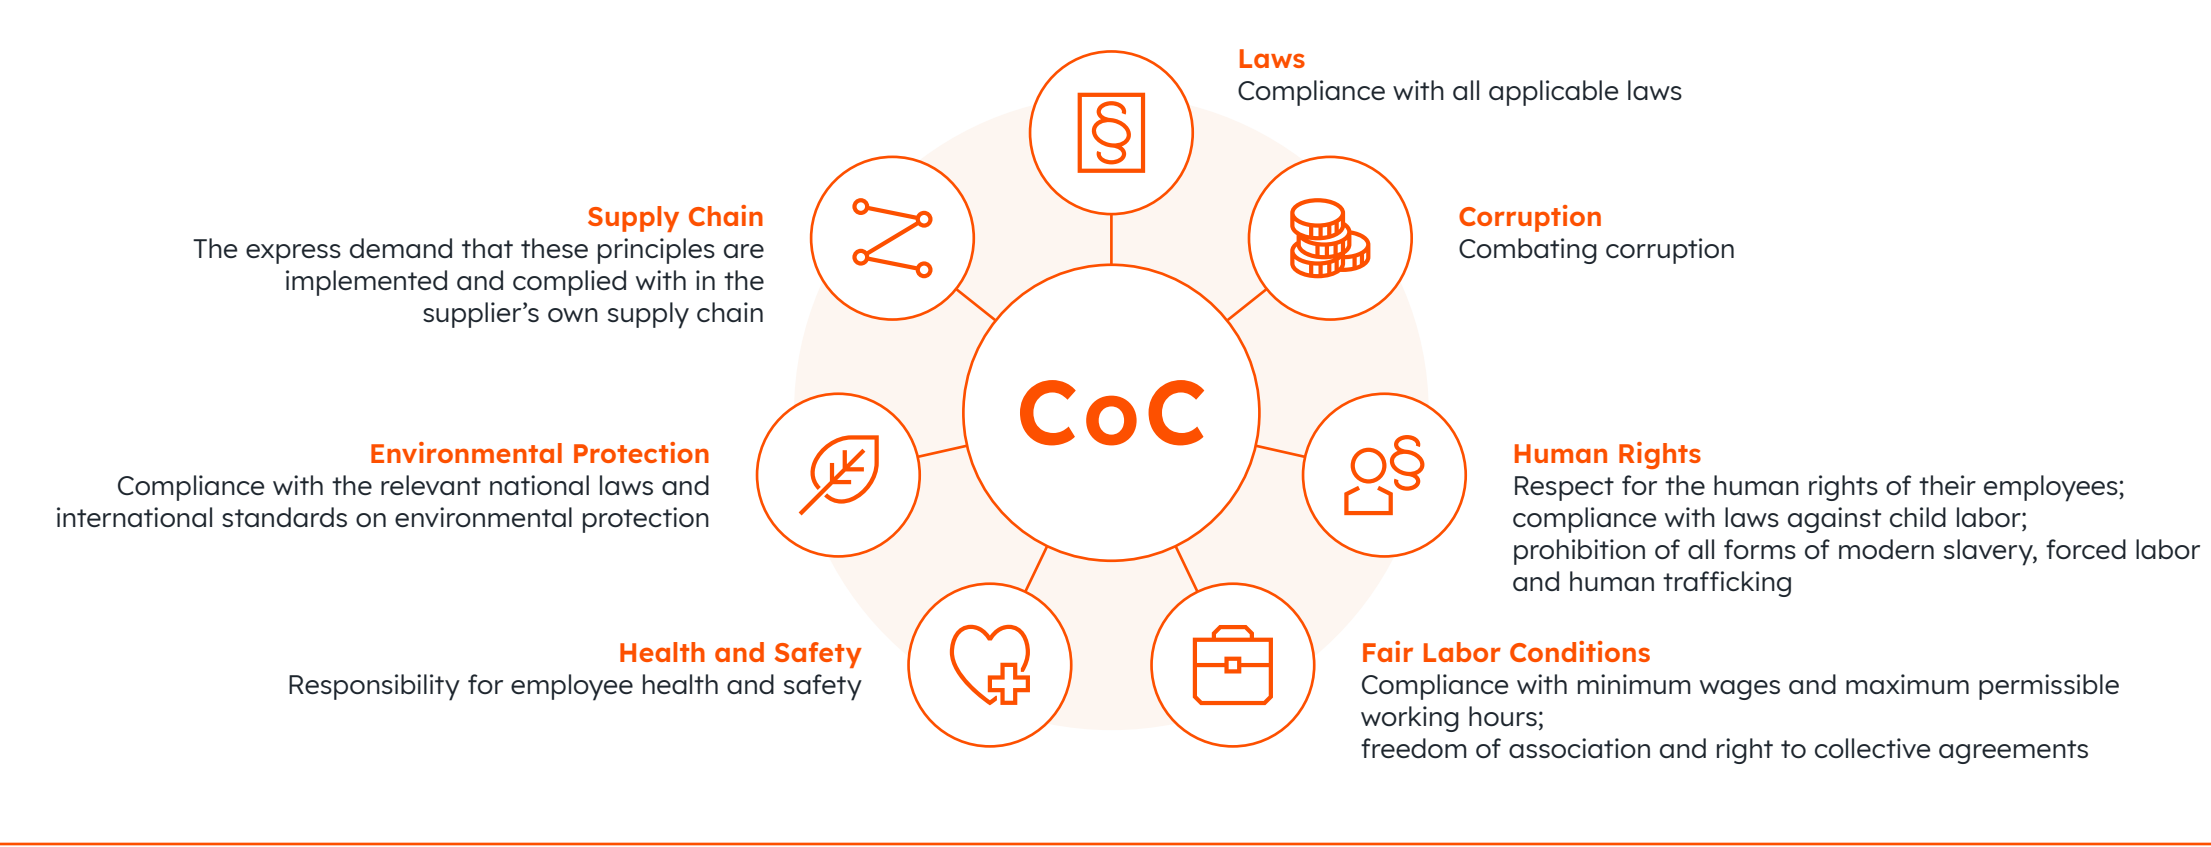 Laws
Compliance with all applicable laws
Corruption
Combating corruption
Human Rights
Respect for the human rights of their employees;
compliance with laws against child labor;
prohibition of all forms of modern slavery, forced labor
and human trafficking
Fair Labor Conditions
Compliance with minimum wages and maximum permissible
working hours;
freedom of association and right to collective agreements
Health and Safety
Responsibility for employee health and safety
Environmental Protection
Compliance with the relevant national laws and
international standards on environmental protection
Supply Chain
The express demand that these principles are
implemented and complied with in the
supplier’s own supply chain
CoC
§
§